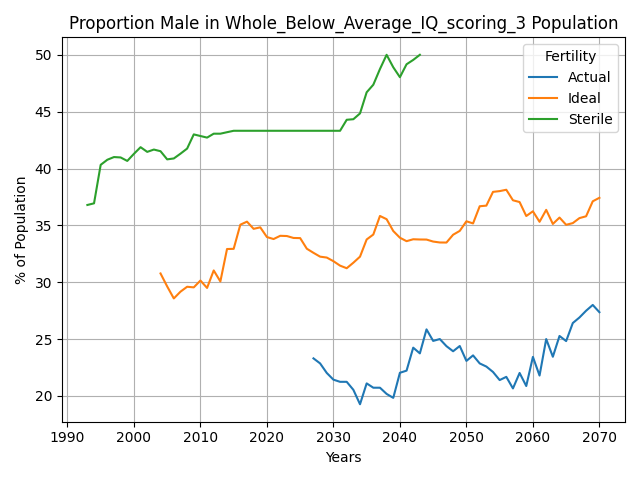 Proportion Male in Whole_Below_Average_IQ_scoring_3 Population
% of Population
50
45
40
35
30
25
20
Fertility
Actual
Ideal
Sterile
1990 2000 2010 2020 2030 2040 2050 2060 2070
Years